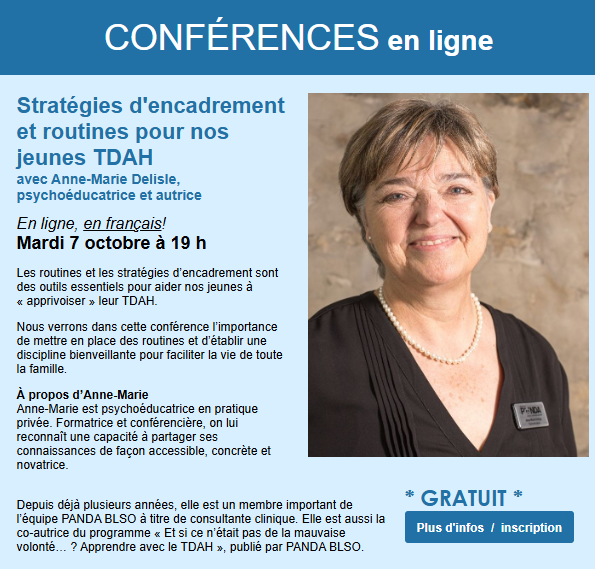 CONFÉRENCES en ligne
Stratégies d'encadrement
et routines pour nos
jeunes TDAH
avec Anne-Marie Delisle,
psychoéducatrice et autrice
En ligne, en français!
Mardi 7 octobre à 19 h
Les routines et les stratégies d’encadrement sont
des outils essentiels pour aider nos jeunes à
« apprivoiser » leur TDAH.
Nous verrons dans cette conférence l’importance
de mettre en place des routines et d’établir une
discipline bienveillante pour faciliter la vie de toute
la famille.
À propos d’Anne-Marie
Anne-Marie est psychoéducatrice en pratique
privée. Formatrice et conférencière, on lui
reconnaît une capacité à partager ses
connaissances de façon accessible, concrète et
novatrice.
Depuis déjà plusieurs années, elle est un membre important de
l’équipe PANDA BLSO à titre de consultante clinique. Elle est aussi la
co-autrice du programme « Et si ce n’était pas de la mauvaise
volonté… ? Apprendre avec le TDAH », publié par PANDA BLSO.
PANDA
* GRATUIT *
Plus d'infos / inscription